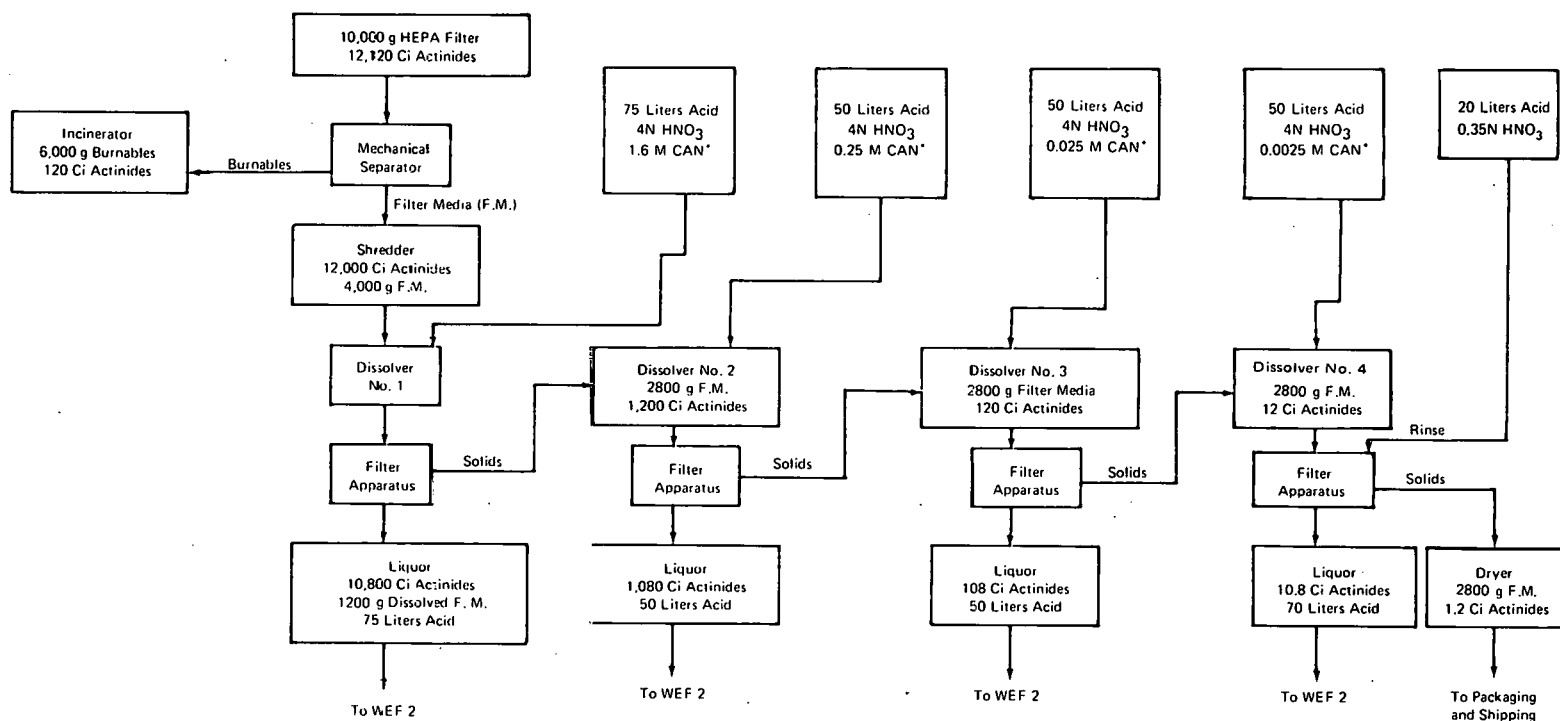 10,000 g HEPA Filter
12,120 Ci Actinides
Incinerator
6,000 g Burnables
120 Ci Actinides
Burnables
Mechanical
Separator
Filter Media (F.M.)
Shredder
12,000 Ci Actinides
4,000 g F.M.
75 Liters Acid
4N HNO3
1.6 M CAN*
50 Liters Acid
4N HNO3
0.25 M CAN*
50 Liters Acid
4N HNO3
0.025 M CAN*
50 Liters Acid
4N HNO3
0.0025 M CAN*
20 Liters Acid
0.35N HNO3
Dissolver
No. 1
Dissolver No. 2
2800 g F.M.
1,200 Ci Actinides
Dissolver No. 3
2800 g Filter Media
120 Ci Actinides
Dissolver No. 4
2800 g F.M.
12 Ci Actinides
Rinse
Filter
Apparatus
Solids
Filter
Apparatus
Solids
Filter
Apparatus
Solids
Filter
Apparatus
Solids
Liquor
10,800 Ci Actinides
1200 g Dissolved F. M.
75 Liters Acid
Liquor
1,080 Ci Actinides
50 Liters Acid
Liquor
108 Ci Actinides
50 Liters Acid
Liquor
10.8 Ci Actinides
70 Liters Acid
Dryer
2800 g F.M.
1.2 Ci Actinides
To WEF 2
To WEF 2
To WEF 2
To WEF 2
To Packaging
and Shipping